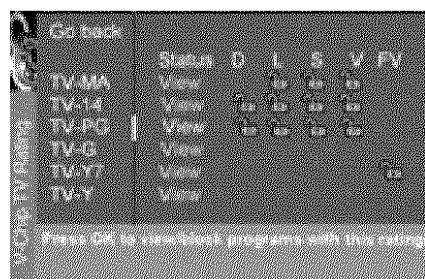 Go back
Status D L S V FV
TV-MA View
TV-14 View
TV-PG View
TV-G View
TV-Y7 View
TV-Y View
V-Chip TV Rating
Press OK to view/block programs with this rating